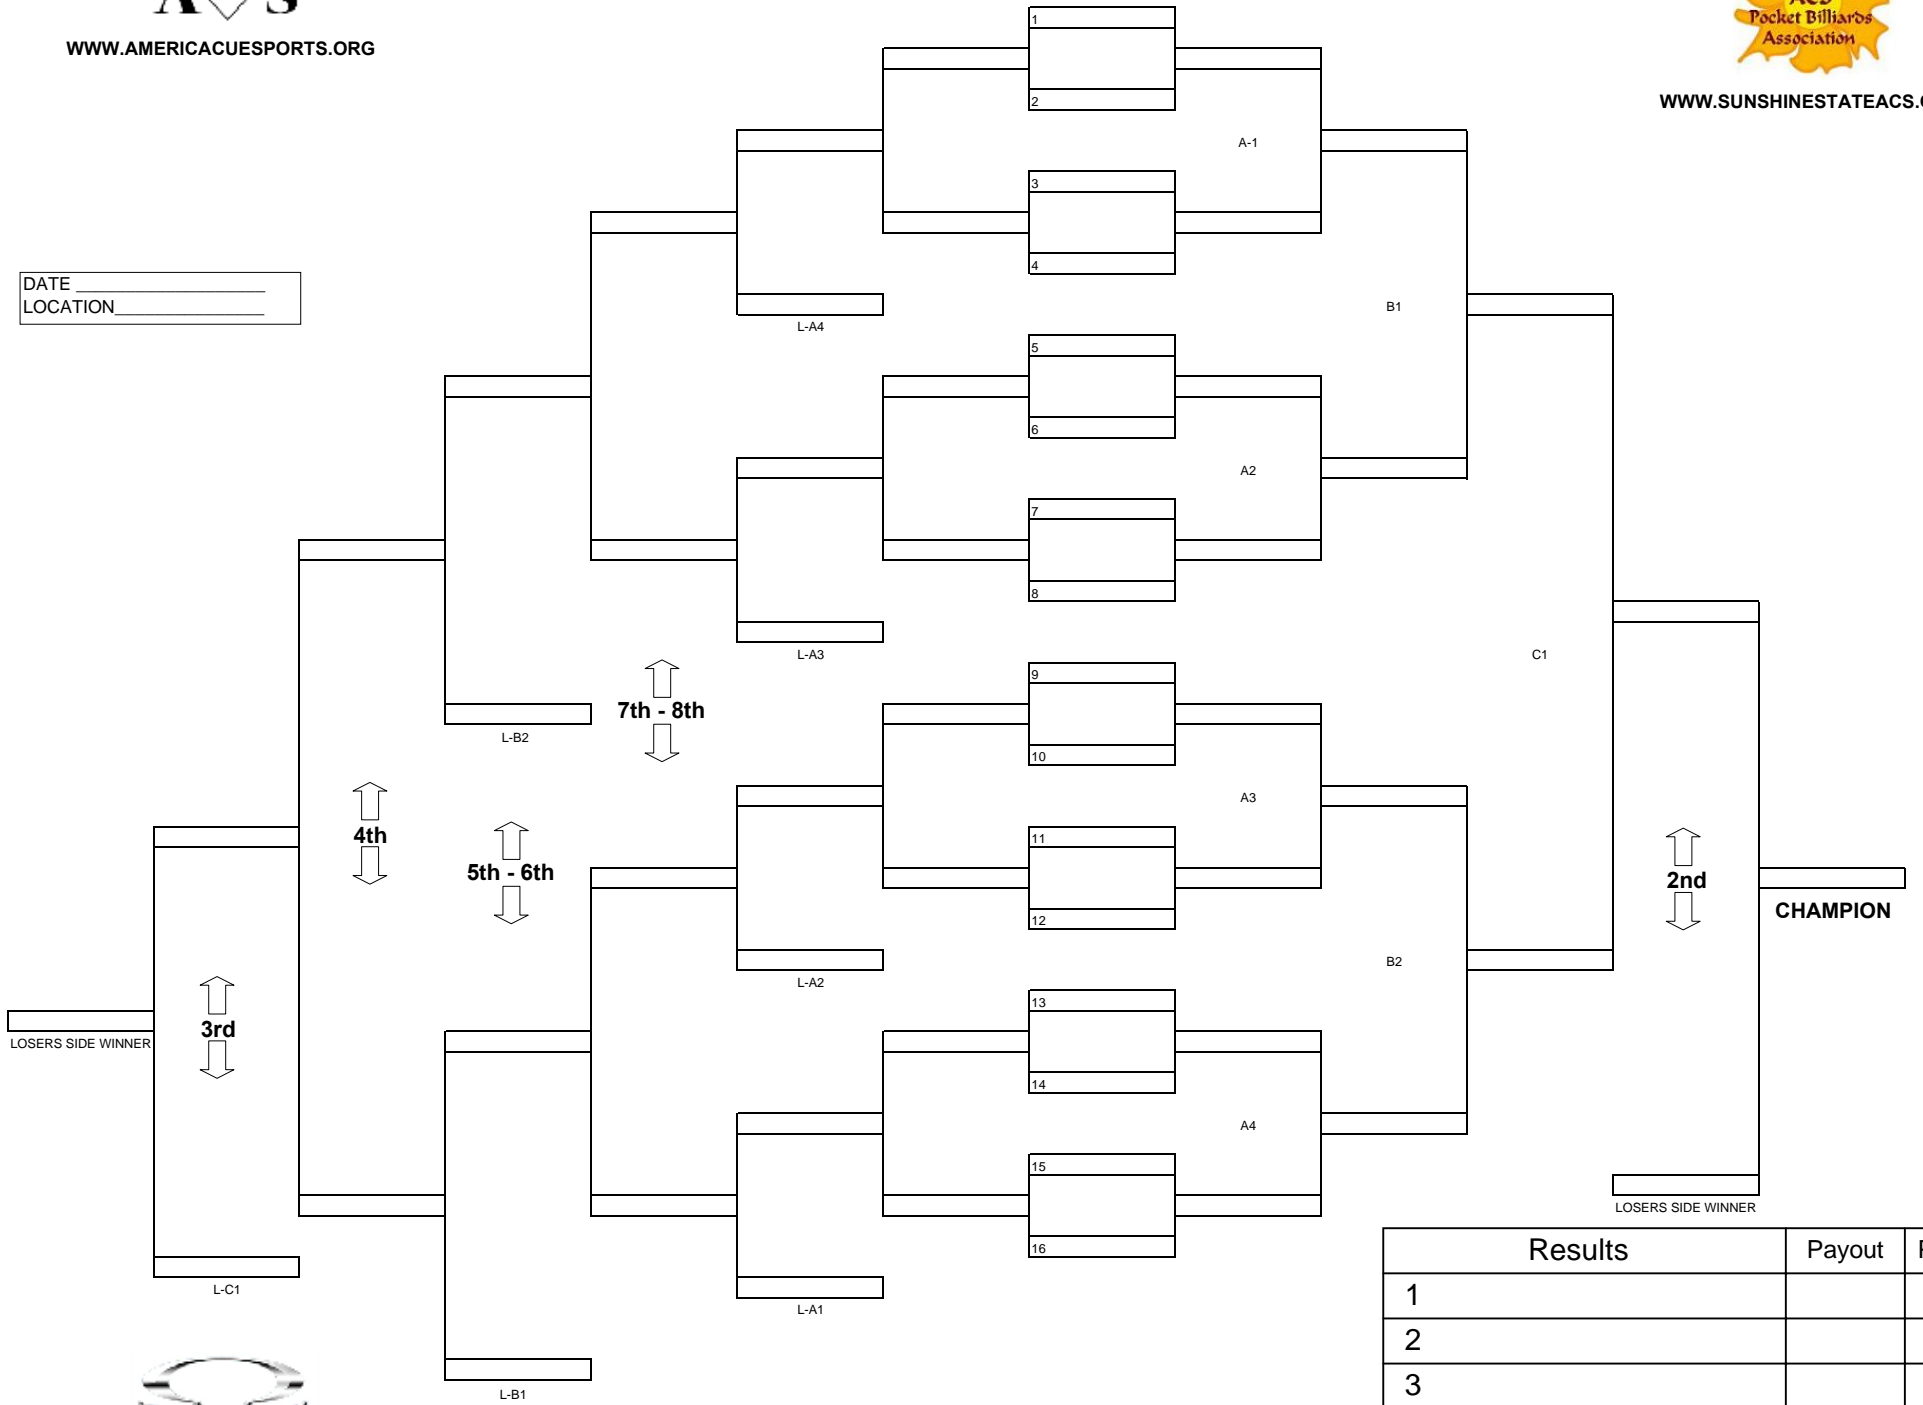 A S
WWW.AMERICACUESPORTS.ORG
ACS
Pocket Billiards
Association
WWW.SUNSHINESTATEACS.
DATE ____________________
LOCATION________________
1
2
A-1
3
4
B1
L-A4
5
6
A2
7
8
L-A3
C1
9
7th - 8th
L-B2
10
A3
4th
11
5th - 6th
2nd
12
CHAMPION
B2
L-A2
13
3rd
LOSERS SIDE WINNER
14
A4
15
LOSERS SIDE WINNER
16
Results Payout
L-C1
1
L-A1
2
3
L-B1